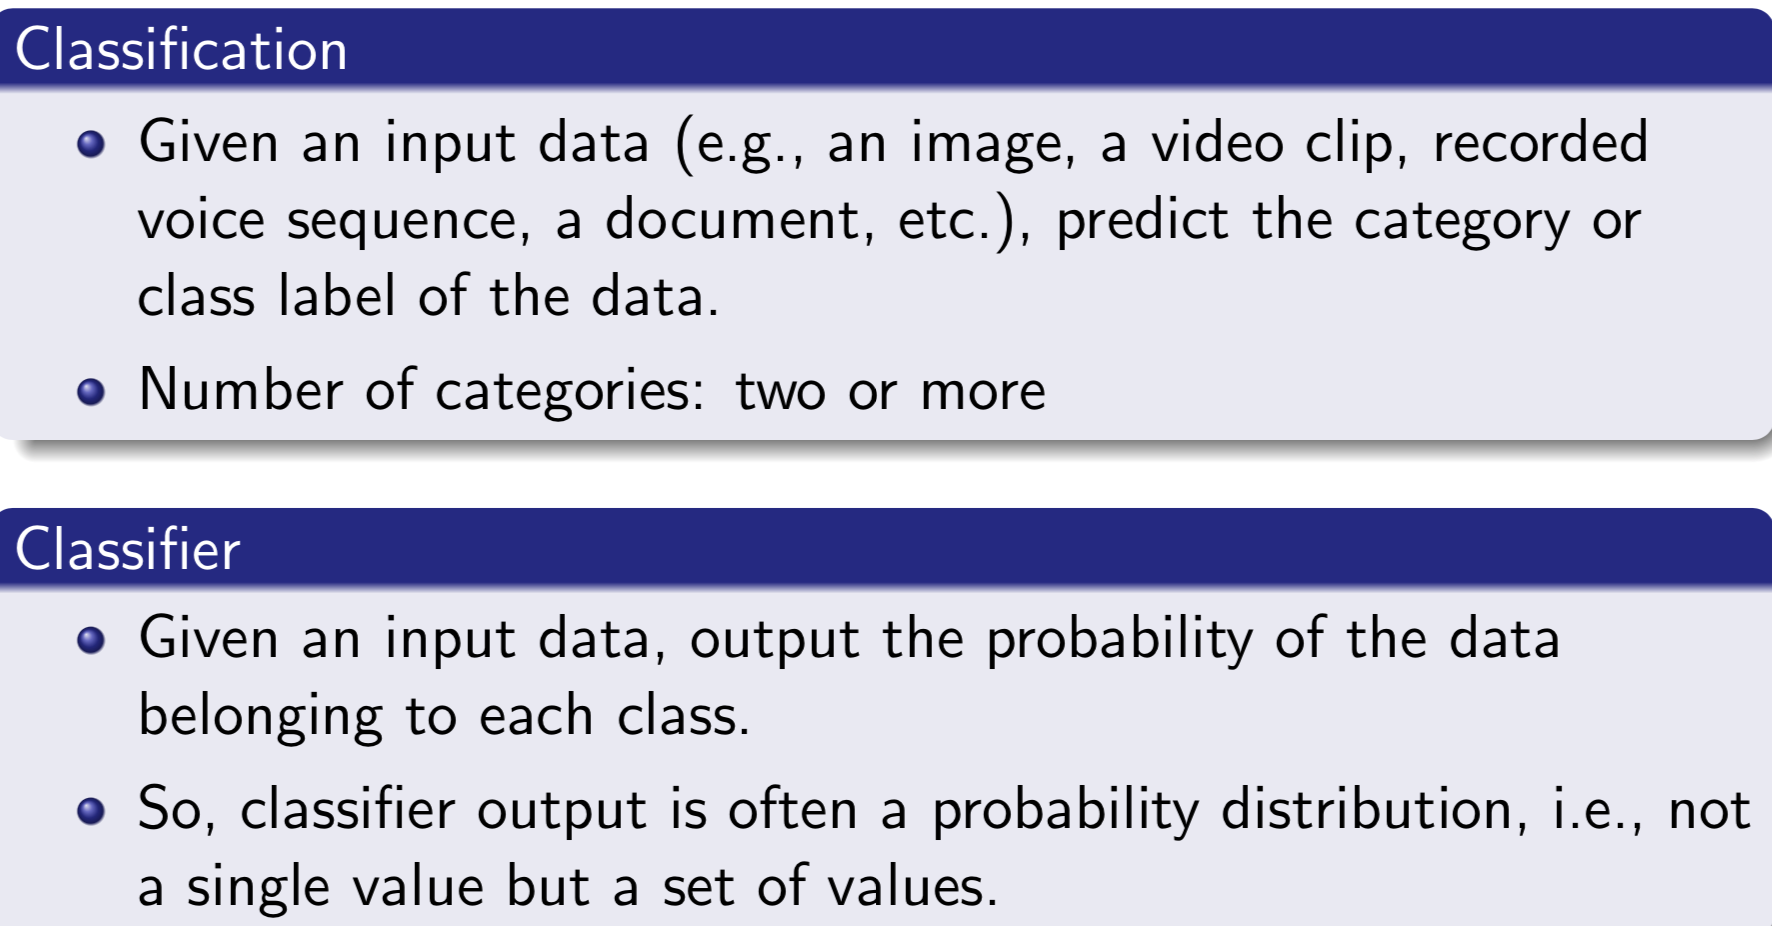 Classification
Given an input data (e.g., an image, a video clip, recorded
voice sequence, a document, etc.), predict the category or
class label of the data.
Number of categories: two or more
Classifier
Given an input data, output the probability of the data
belonging to each class.
So, classifier output is often a probability distribution, i.e., not
a single value but a set of values.